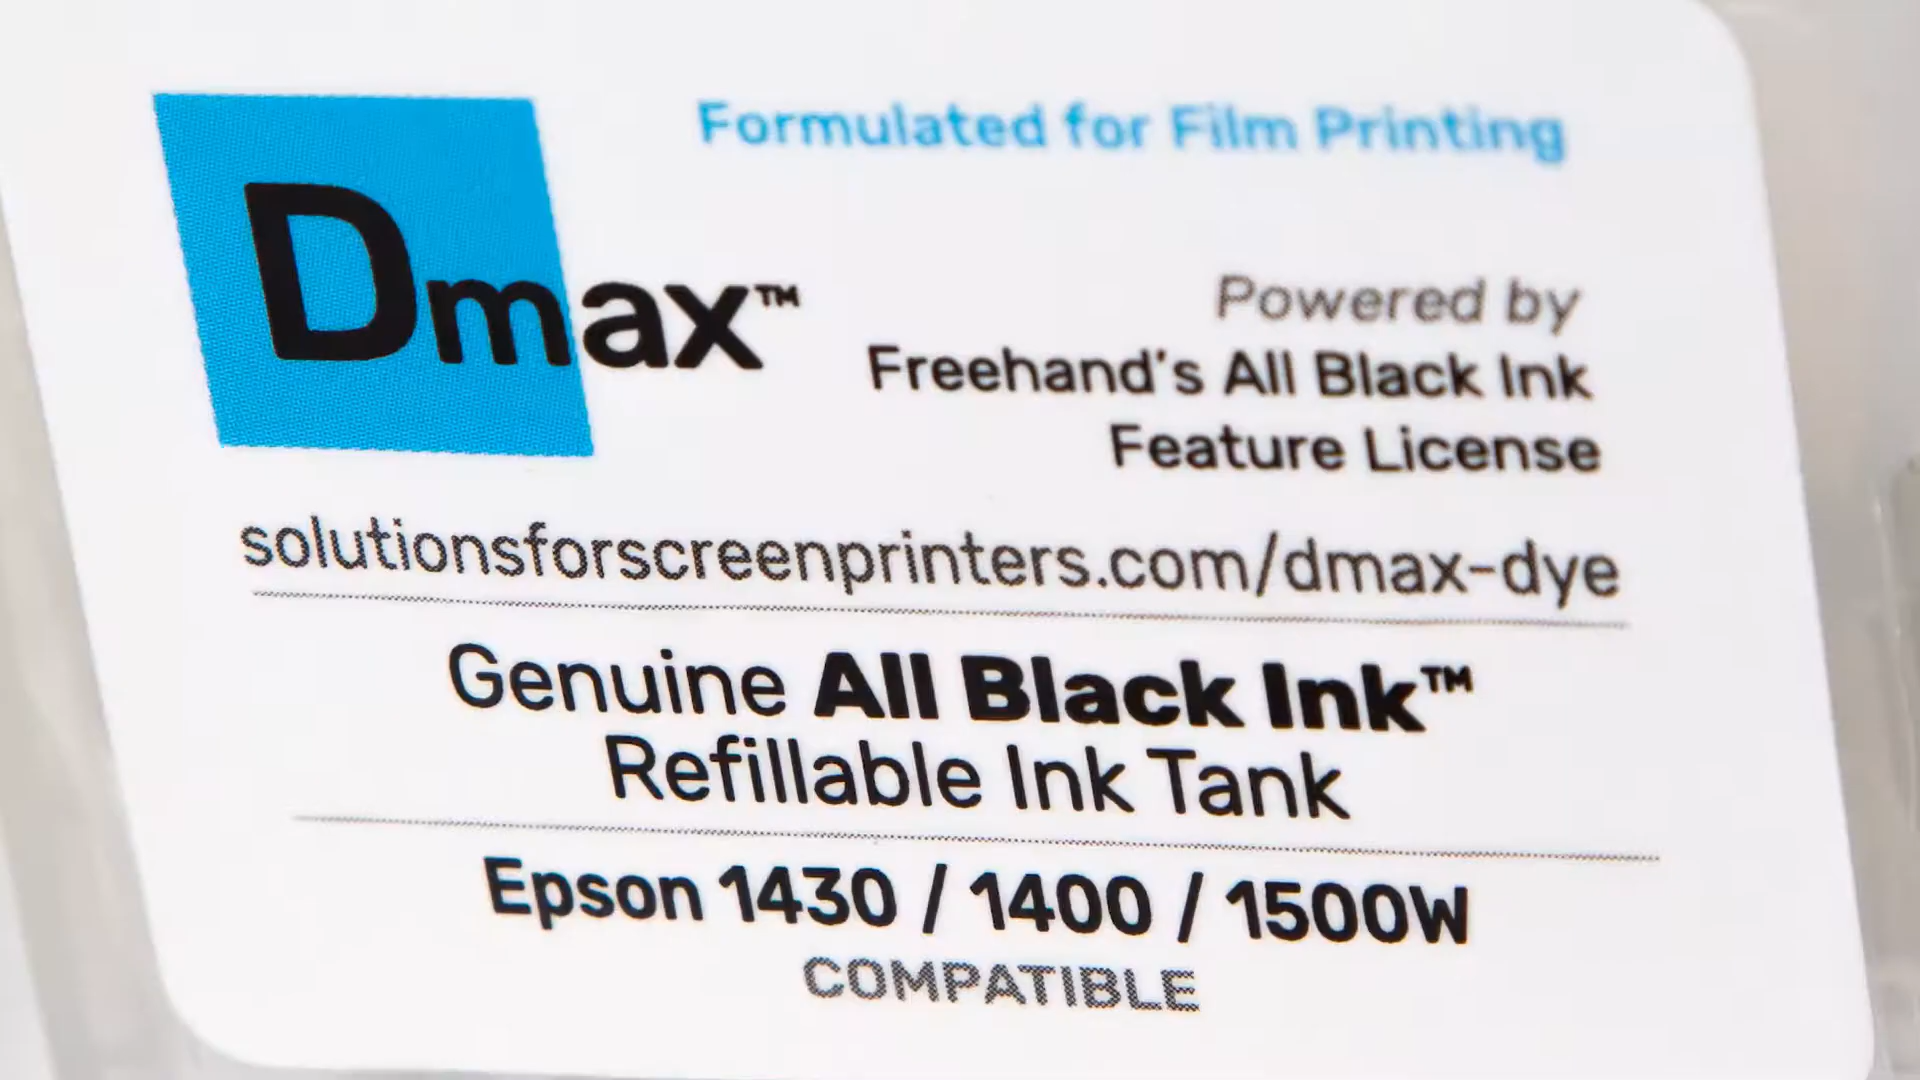 Formulated for Film Printing
Dmax™
Powered by
Freehand's All Black Ink
Feature License
solutionsforscreenprinters.com/dmax-dye
Genuine All Black Ink™
Refillable Ink Tank
Epson 1430 / 1400 / 1500W
COMPATIBLE